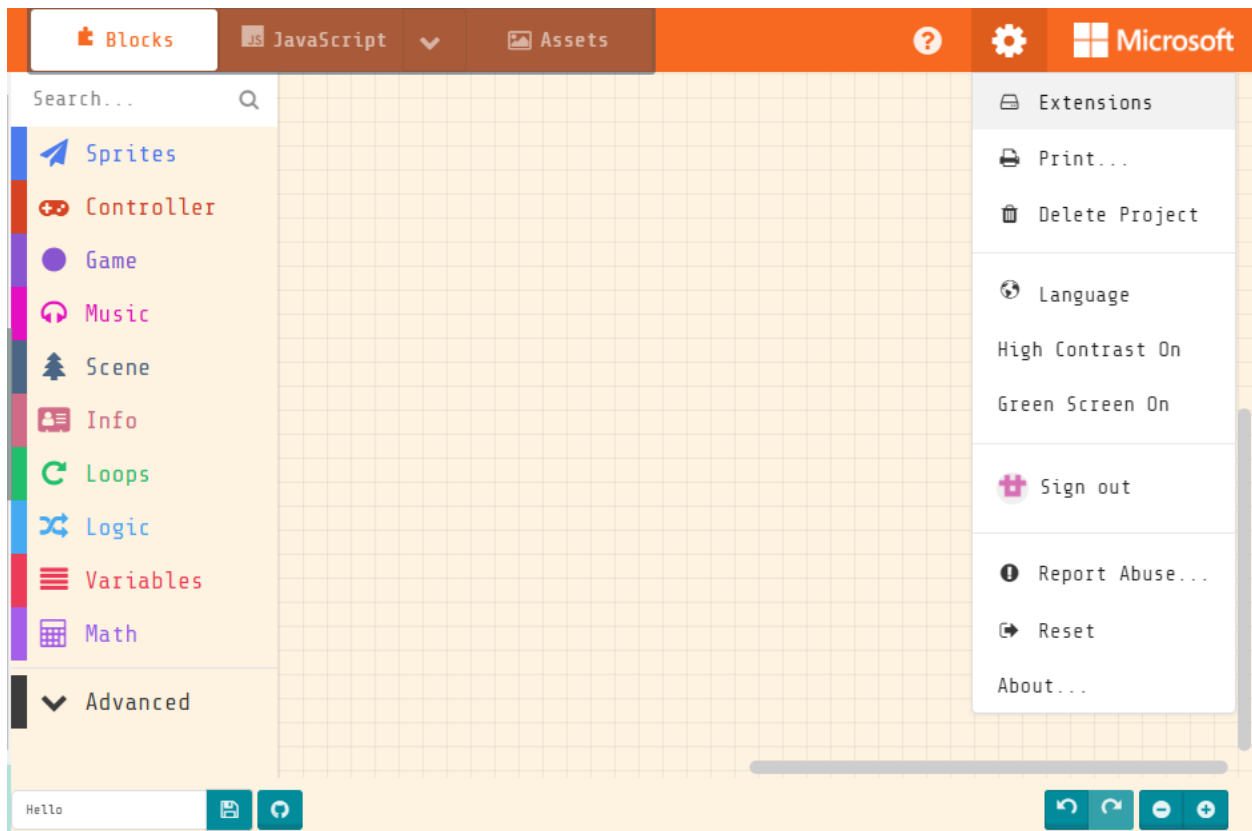 Blocks
JS JavaScript
Assets
Microsoft
Search...
Sprites
Controller
Game
Music
Scene
Info
Loops
Logic
Variables
Math
Advanced
Extensions
Print...
Delete Project
Language
High Contrast On
Green Screen On
Sign out
Report Abuse...
Reset
About...
Hello